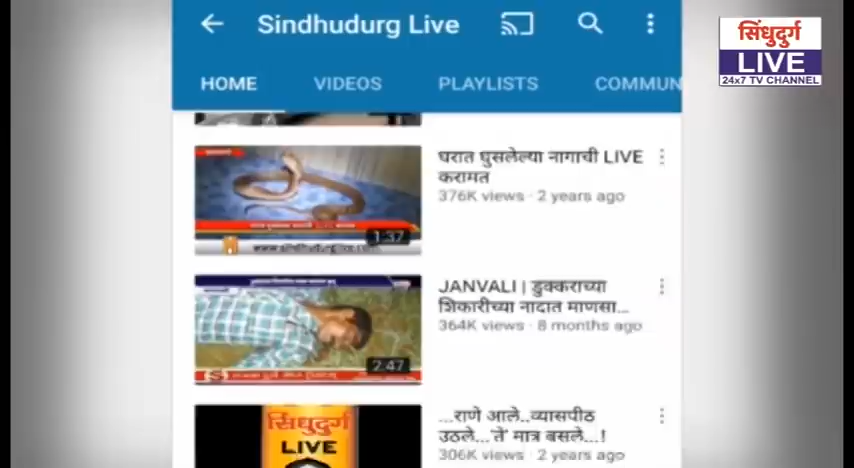 Sindhudurg Live
सिंधुदुर्ग
LIVE
24x7 TV CHANNEL
HOME VIDEOS PLAYLISTS COMMUN
घरात घुसलेल्या नागाची LIVE
करामत
376K views · 2 years ago
1:37
JANVALI | डुकराच्या
शिकारीच्या नादात माणसा...
364K views · 8 months ago
2:47
...राणे आले..व्यासपीठ
उठले...'ते' मात्र बसले...!
306K views · 2 years ago
सिंधुदुर्ग
LIVE